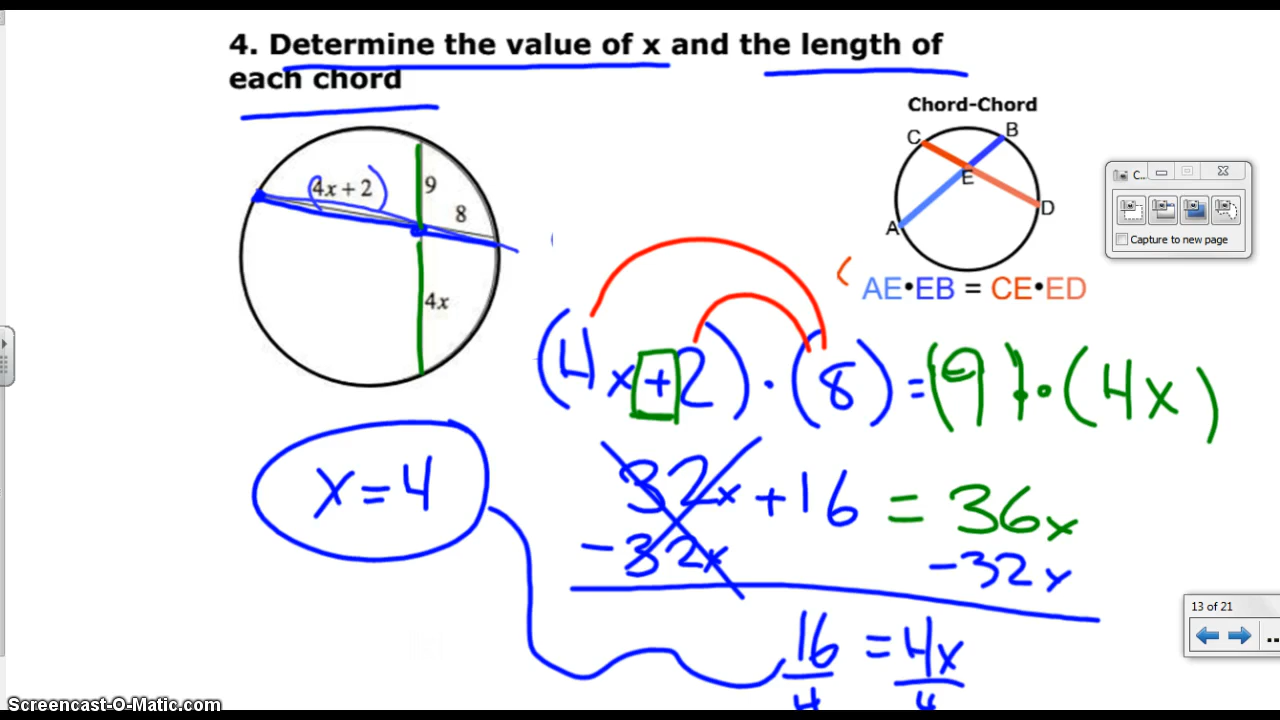 4. Determine the value of x and the length of
each chord
Chord-Chord
C
B
E
D
A
AE•EB = CE•ED
(4x + 2)
9
8
4x
C...
Capture to new page
(4x+2)·(8)=(9)·(4x)
32x+16 = 36x
-32x -32x
16 = 4x
4 4
x=4
13 of 21
Screencast-O-Matic.com